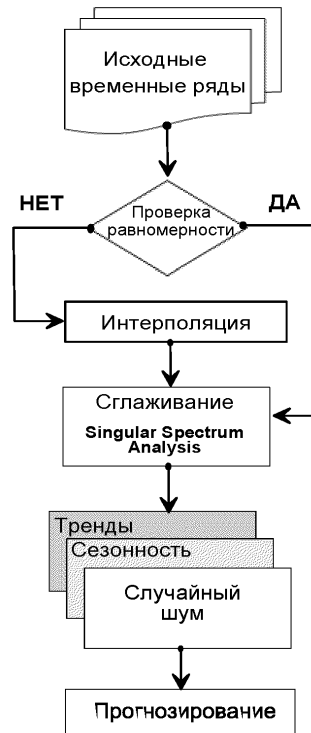 Исходные
временные ряды
НЕТ
ДА
Проверка
равномерности
Интерполяция
Сглаживание
Singular Spectrum
Analysis
Тренды
Сезонность
Случайный
шум
Прогнозирование